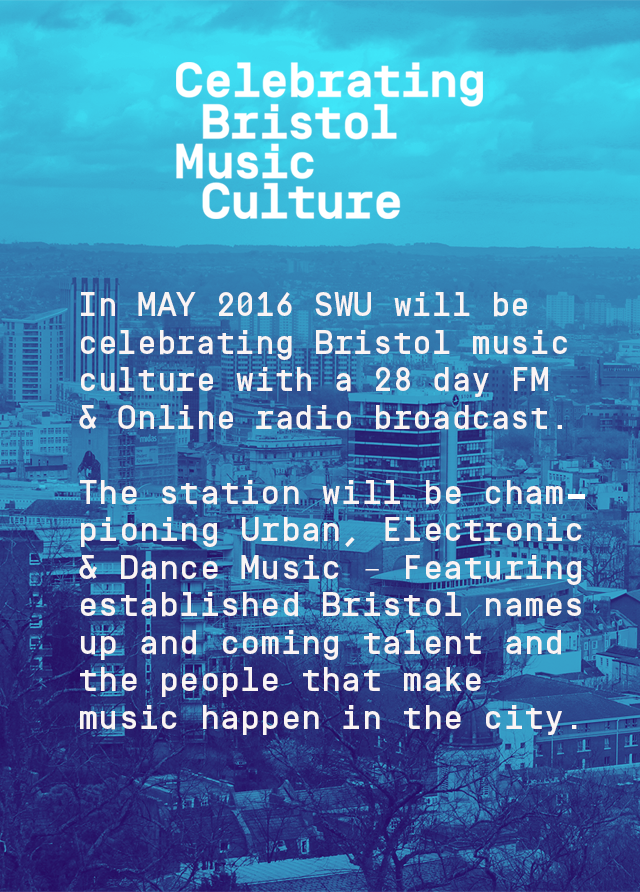 Celebrating
Bristol
Music
Culture
In MAY 2016 SWU will be
celebrating Bristol music
culture with a 28 day FM
& Online radio broadcast.
The station will be cham-
pioning Urban, Electronic
& Dance Music - Featuring
established Bristol names
up and coming talent and
the people that make
music happen in the city.